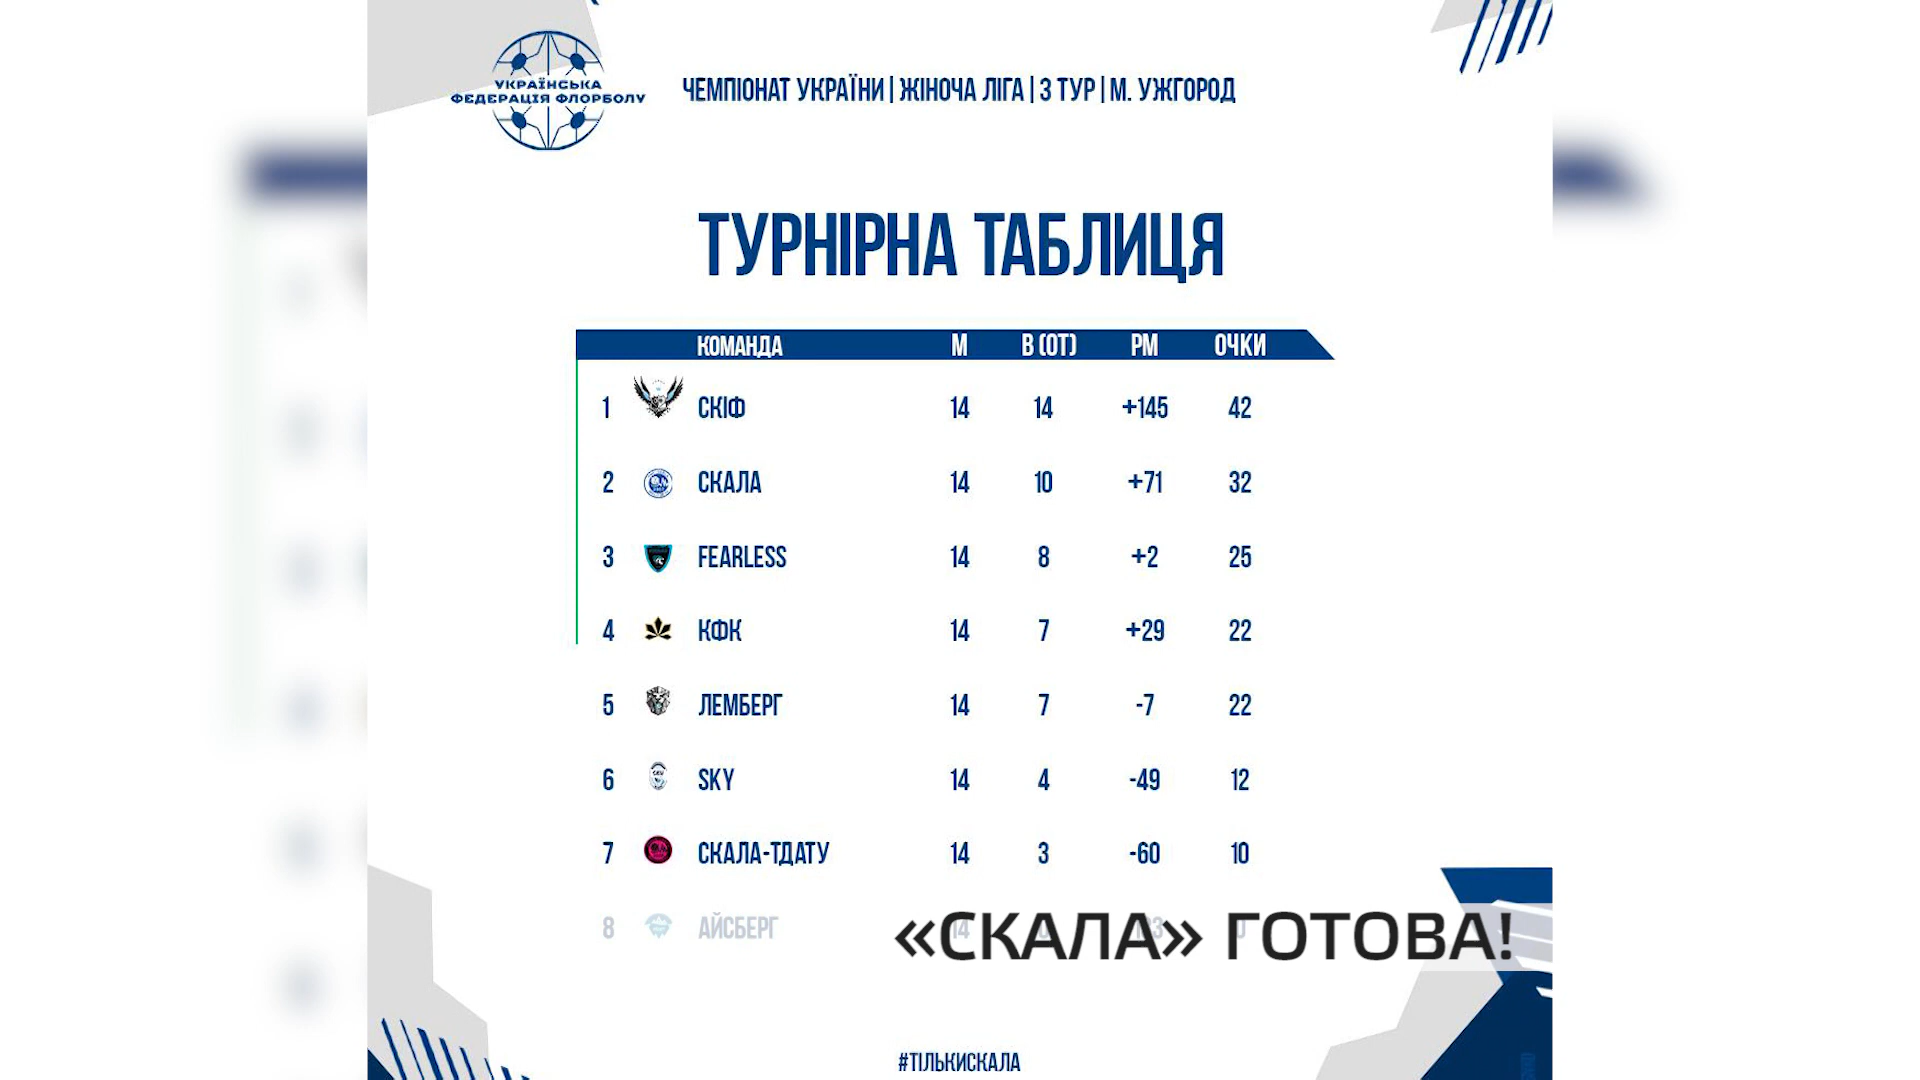 УКРАЇНСЬКА
ФЕДЕРАЦІЯ ФЛОРБОЛУ
ЧЕМПІОНАТ УКРАЇНИ | ЖІНОЧА ЛІГА | 3 ТУР | М. УЖГОРОД
ТУРНІРНА ТАБЛИЦЯ
КОМАНДА М В (ОТ) РМ ОЧКИ
1 СКІФ 14 14 +145 42
2 СКАЛА 14 10 +71 32
3 FEARLESS 14 8 +2 25
4 КФК 14 7 +29 22
5 ЛЕМБЕРГ 14 7 -7 22
6 SKY 14 4 -49 12
7 СКАЛА-ТДАТУ 14 3 -60 10
8 АЙСБЕРГ 14
«СКАЛА» ГОТОВА!
#ТІЛЬКИСКАЛА